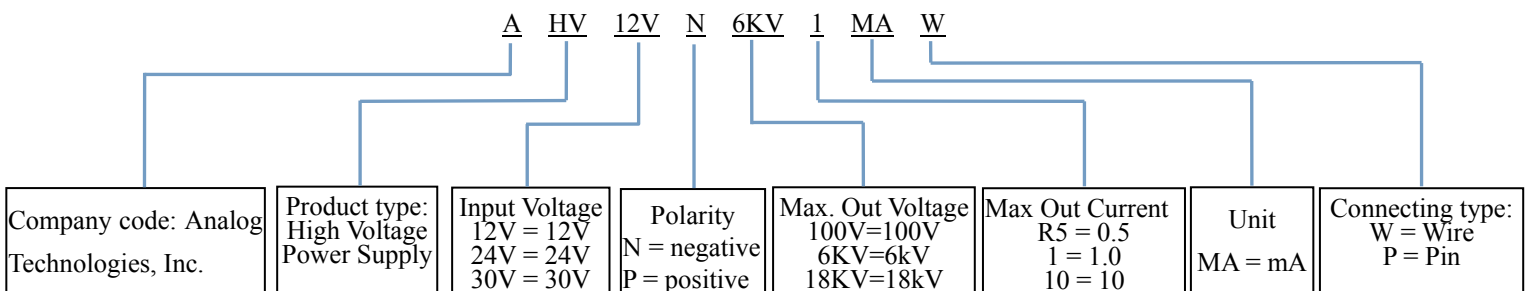 A HV 12V N 6KV 1 MA W
Company code: Analog
Technologies, Inc.
Product type:
High Voltage
Power Supply
Input Voltage
12V = 12V
24V = 24V
30V = 30V
Polarity
N = negative
P = positive
Max. Out Voltage
100V=100V
6KV=6kV
18KV=18kV
Max Out Current
R5 = 0.5
1 = 1.0
10 = 10
Unit
MA = mA
Connecting type:
W = Wire
P = Pin